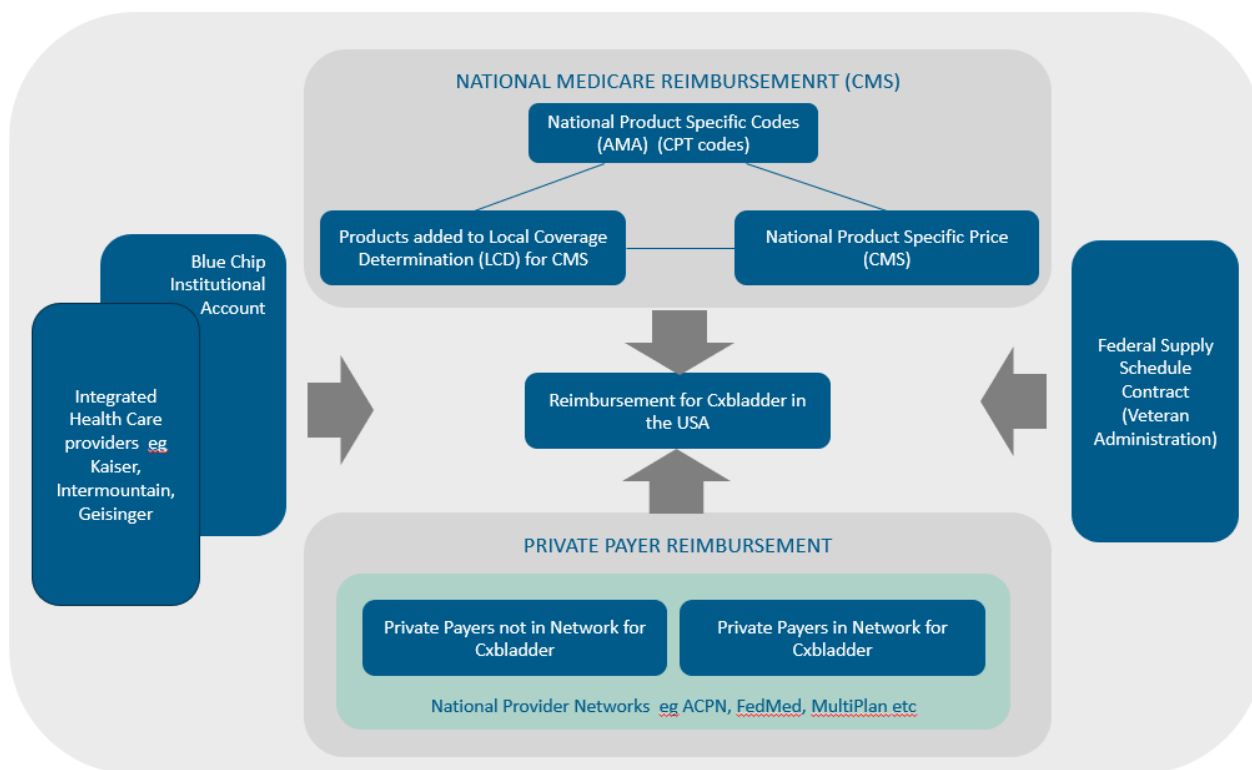 NATIONAL MEDICARE REIMBURSEMENRT (CMS)
National Product Specific Codes
(AMA) (CPT codes)
Products added to Local Coverage
Determination (LCD) for CMS
National Product Specific Price
(CMS)
Blue Chip
Institutional
Account
Integrated
Health Care
providers eg
Kaiser,
Intermountain,
Geisinger
Reimbursement for Cxbladder in
the USA
Federal Supply
Schedule
Contract
(Veteran
Administration)
PRIVATE PAYER REIMBURSEMENT
Private Payers not in Network for
Cxbladder
Private Payers in Network for
Cxbladder
National Provider Networks eg ACPN, FedMed, MultiPlan etc